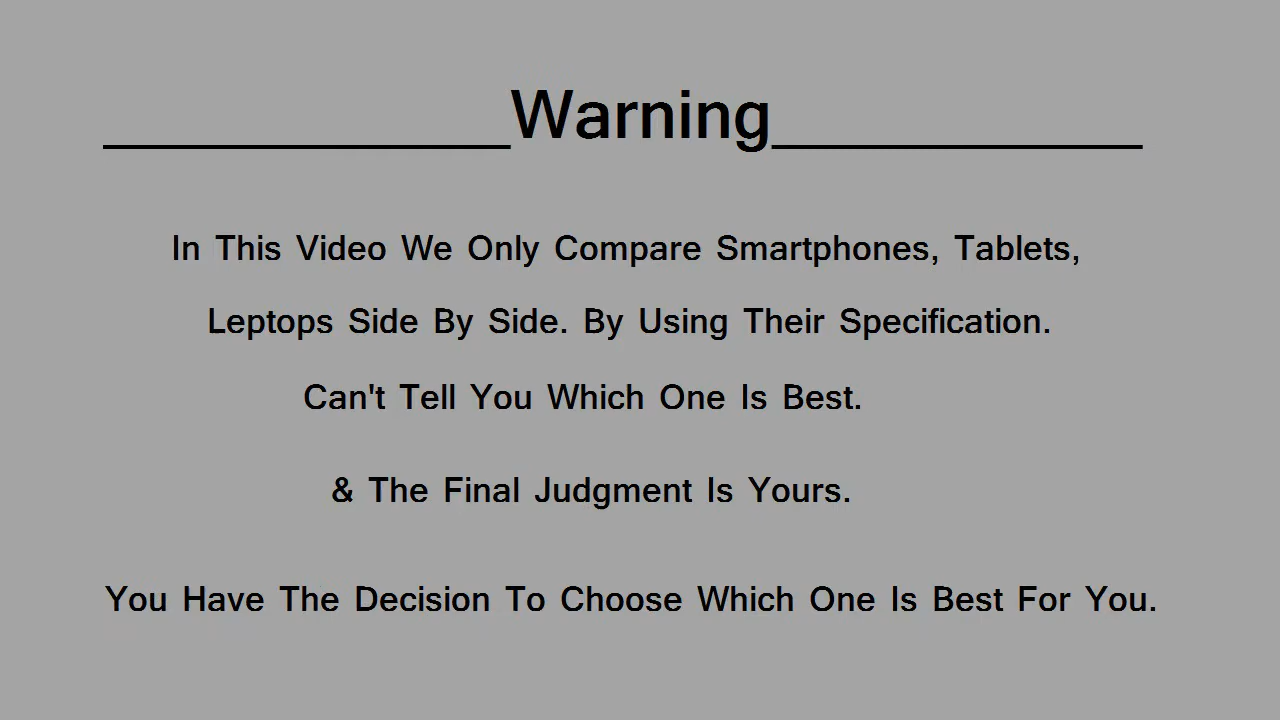 Warning
In This Video We Only Compare Smartphones, Tablets,
Leptops Side By Side. By Using Their Specification.
Can't Tell You Which One Is Best.
& The Final Judgment Is Yours.
You Have The Decision To Choose Which One Is Best For You.